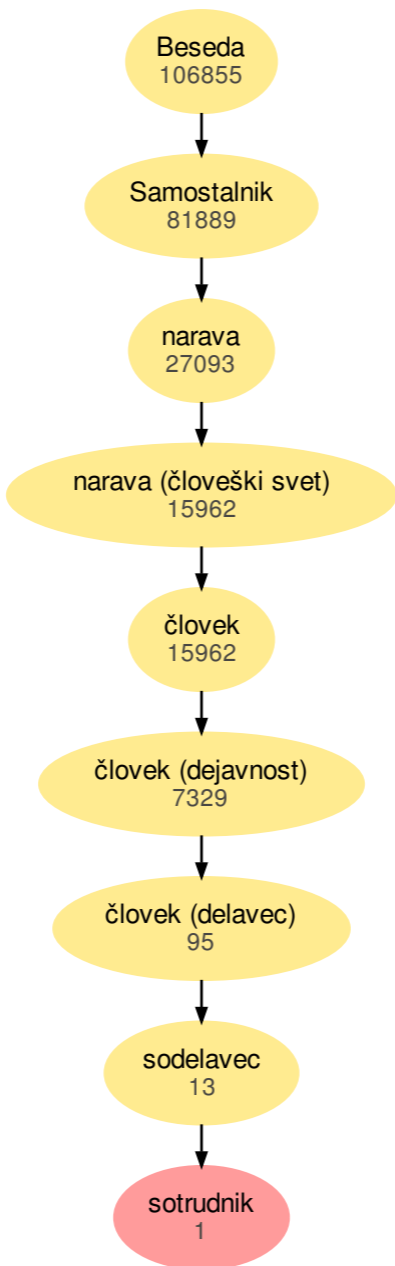 Beseda
106855
Samostalnik
81889
narava
27093
narava (človeški svet)
15962
človek
15962
človek (dejavnost)
7329
človek (delavec)
95
sodelavec
13
sotrudnik
1